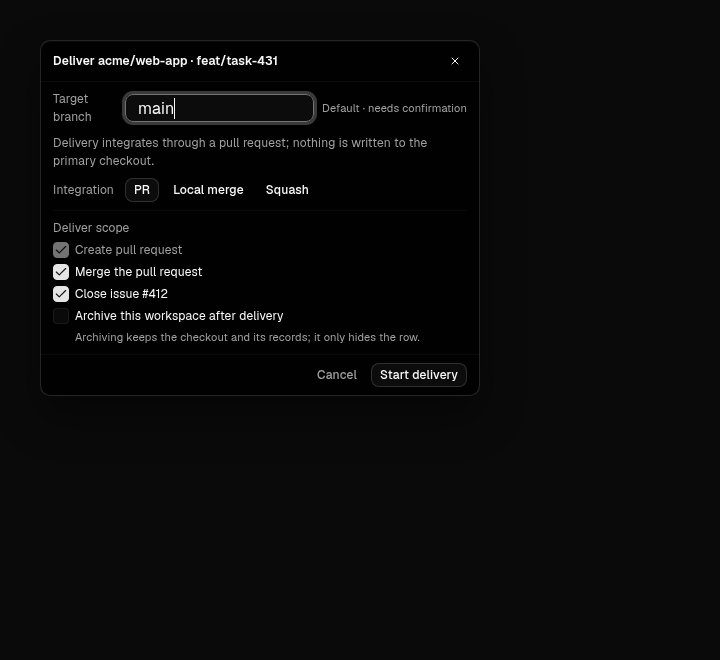 Deliver acme/web-app · feat/task-431
Target
branch
main
Default · needs confirmation
Delivery integrates through a pull request; nothing is written to the
primary checkout.
Integration PR Local merge Squash
Deliver scope
Create pull request
Merge the pull request
Close issue #412
Archive this workspace after delivery
Archiving keeps the checkout and its records; it only hides the row.
Cancel Start delivery